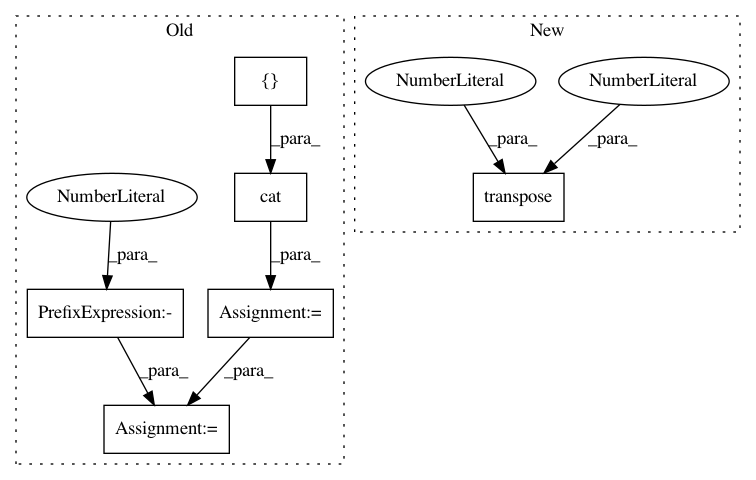 Old
New
{}
NumberLiteral
NumberLiteral
_para_
_para_
_para_
NumberLiteral
cat
transpose
_para_
_para_
PrefixExpression:-
Assignment:=
_para_
_para_
Assignment:=